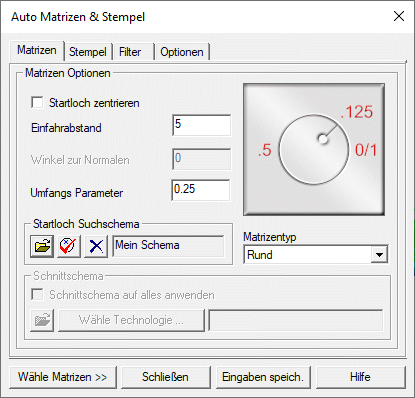 Auto Matrizen & Stempel
Matrizen Stempel Filter Optionen
Matrizen Optionen
Startloch zentrieren
Einfahrabstand 5
Winkel zur Normalen 0
Umfangs Parameter 0.25
.125
.5 0/1
Startloch Suchschema
Mein Schema
Matrizentyp
Rund
Schnittschema
Schnittschema auf alles anwenden
Wähle Technologie ...
Wähle Matrizen >> Schließen Eingaben speich. Hilfe